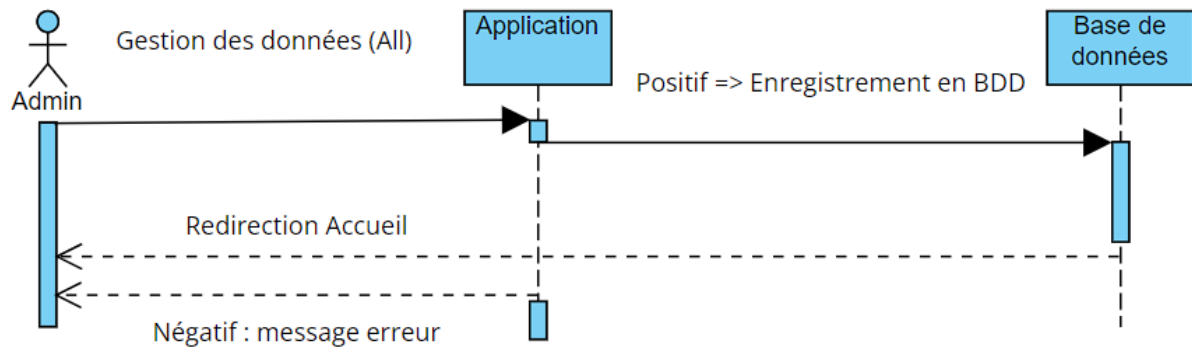 Gestion des données (All)
Application
Base de
données
Positif => Enregistrement en BDD
Admin
Redirection Accueil
Négatif : message erreur